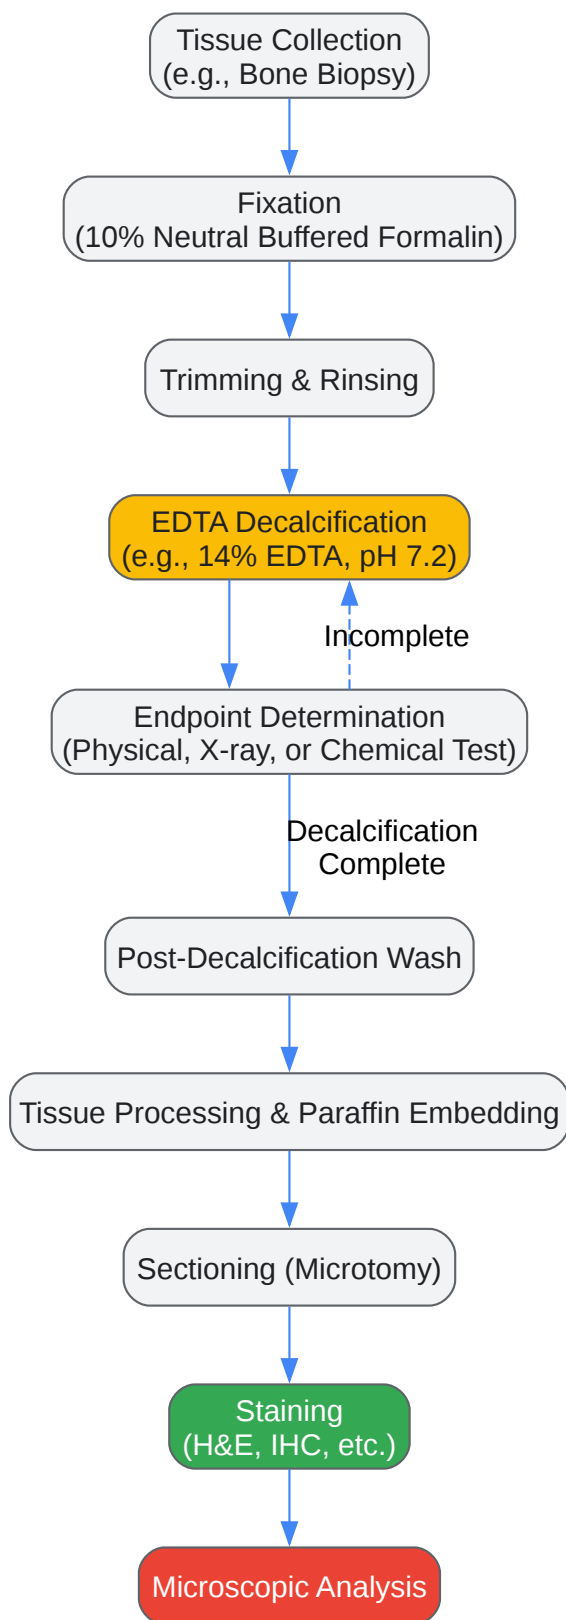 Tissue Collection
(e.g., Bone Biopsy)
Fixation
(10% Neutral Buffered Formalin)
Trimming & Rinsing
EDTA Decalcification
(e.g., 14% EDTA, pH 7.2)
Incomplete
Endpoint Determination
(Physical, X-ray, or Chemical Test)
Decalcification
Complete
Post-Decalcification Wash
Tissue Processing & Paraffin Embedding
Sectioning (Microtomy)
Staining
(H&E, IHC, etc.)
Microscopic Analysis